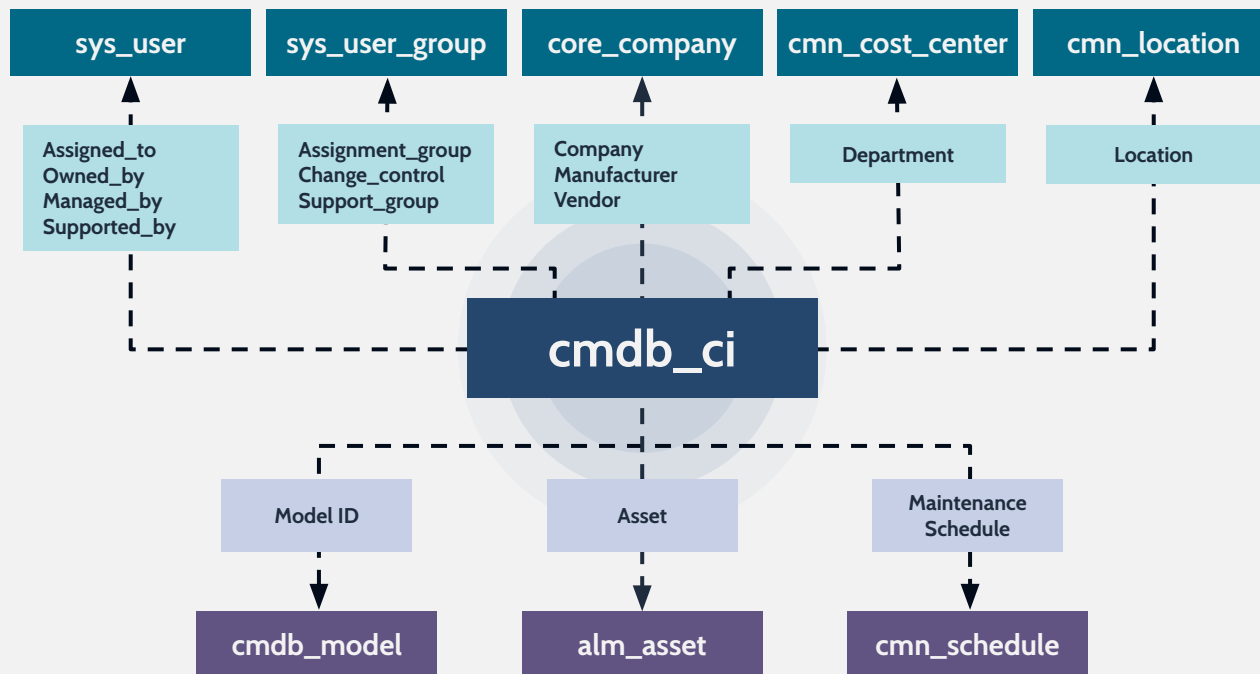 sys_user
sys_user_group
core_company
cmn_cost_center
cmn_location
Assigned_to
Owned_by
Managed_by
Supported_by
Assignment_group
Change_control
Support_group
Company
Manufacturer
Vendor
Department
Location
cmdb_ci
Model ID
Asset
Maintenance
Schedule
cmdb_model
alm_asset
cmn_schedule